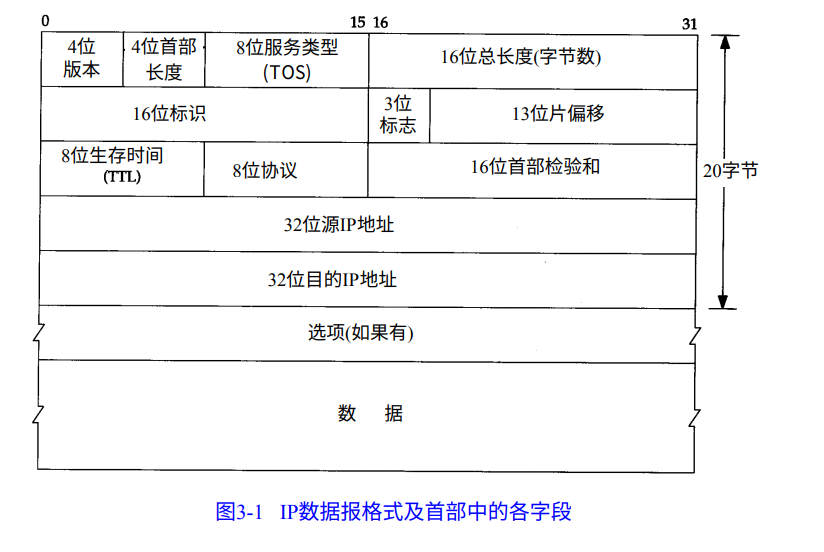 0 15 16 31
4位 4位首部 8位服务类型 16位总长度(字节数)
版本 长度 (TOS)
16位标识 3位 13位片偏移
标志
8位生存时间 8位协议 16位首部检验和 20字节
(TTL)
32位源IP地址
32位目的IP地址
选项(如果有)
数 据
图3-1 IP数据报格式及首部中的各字段